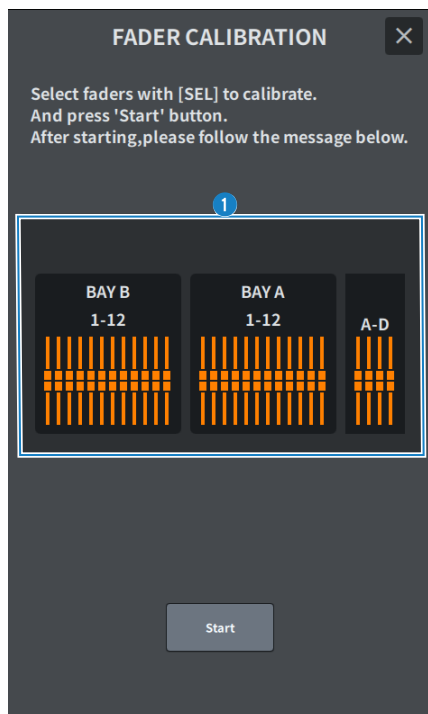 FADER CALIBRATION
Select faders with [SEL] to calibrate.
And press 'Start' button.
After starting,please follow the message below.
1
BAY B
1-12
BAY A
1-12
A-D
Start